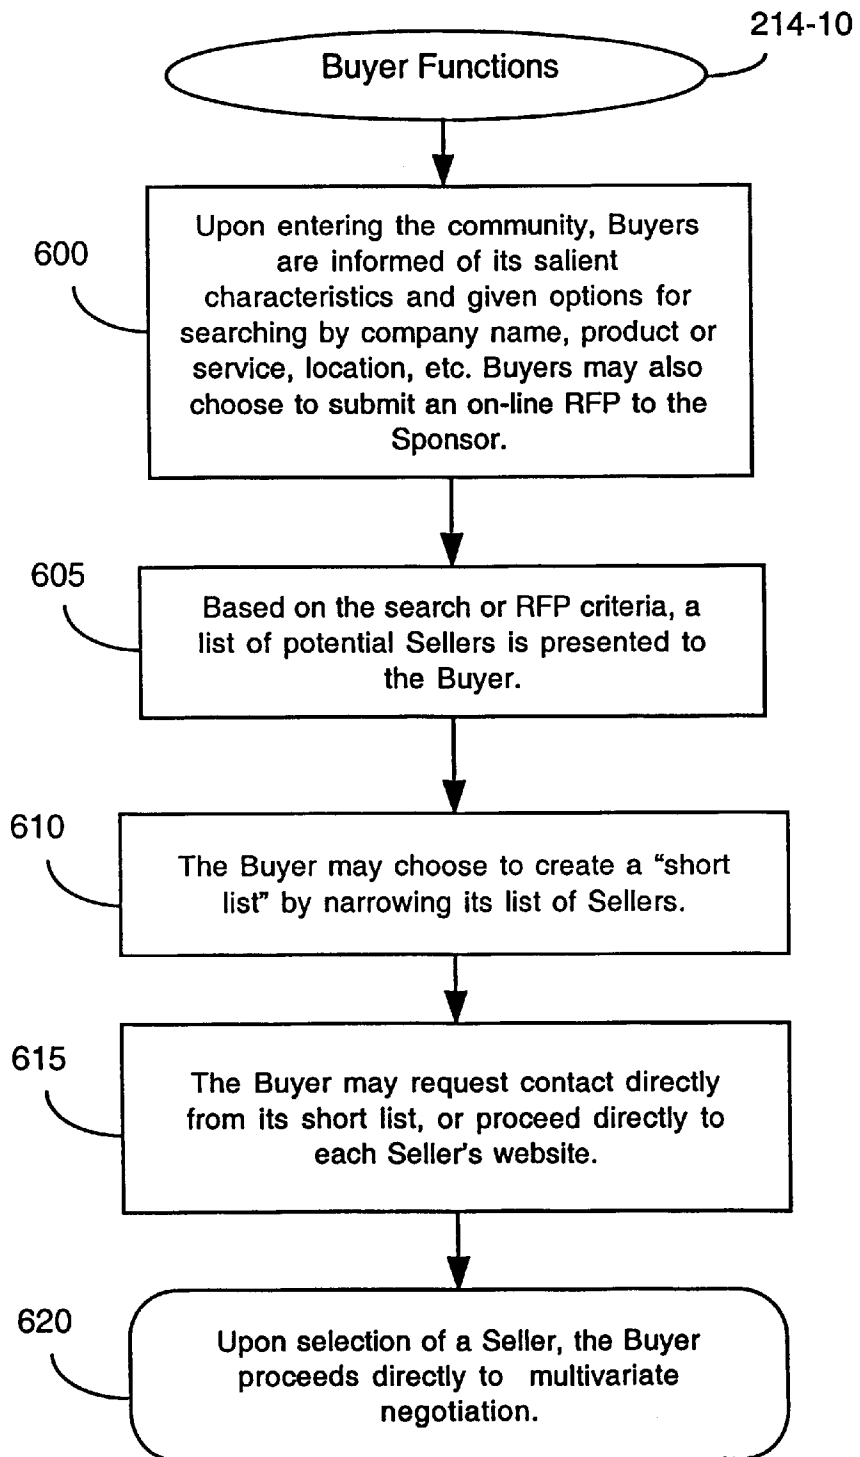 214-10
Buyer Functions
600
Upon entering the community, Buyers
are informed of its salient
characteristics and given options for
searching by company name, product or
service, location, etc. Buyers may also
choose to submit an on-line RFP to the
Sponsor.
605
Based on the search or RFP criteria, a
list of potential Sellers is presented to
the Buyer.
610
The Buyer may choose to create a “short
list” by narrowing its list of Sellers.
615
The Buyer may request contact directly
from its short list, or proceed directly to
each Seller's website.
620
Upon selection of a Seller, the Buyer
proceeds directly to multivariate
negotiation.